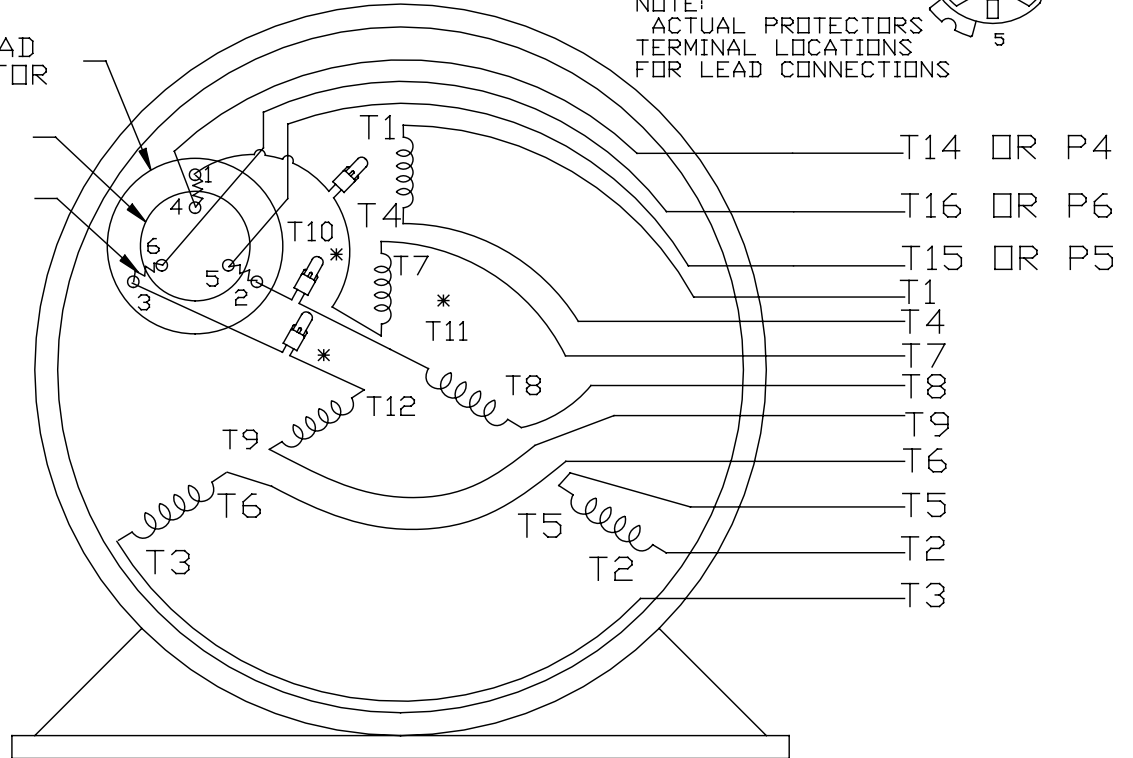 NOTE:
ACTUAL PROTECTORS
TERMINAL LOCATIONS
FOR LEAD CONNECTIONS
5
T1
T14 OR P4
1
4
T4
T16 OR P6
T10
*
6
5
T7
T15 OR P5
3
2
*
T11
T1
T4
*
T7
T8
T8
T12
T9
T9
T6
T6
T5
T5
T3
T2
T2
T3